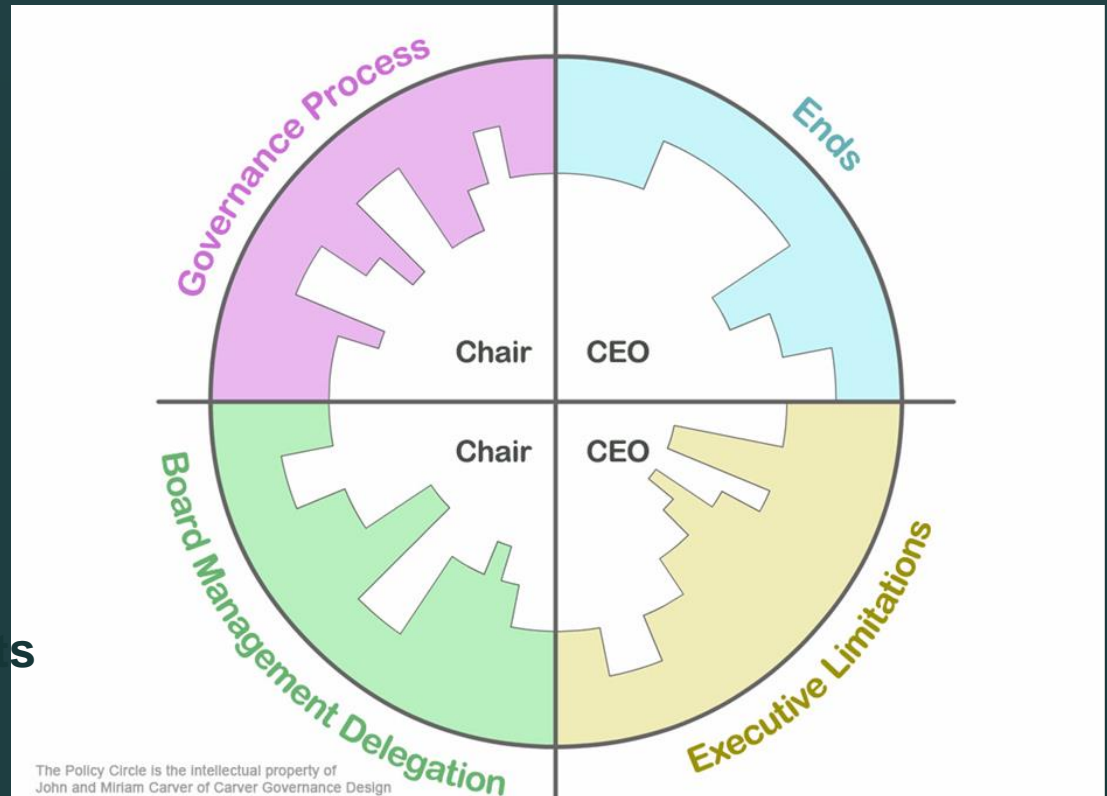 Governance Process
Ends
Chair
CEO
Chair
CEO
Board Management Delegation
Executive Limitations
ts
The Policy Circle is the intellectual property of
John and Miriam Carver of Carver Governance Design